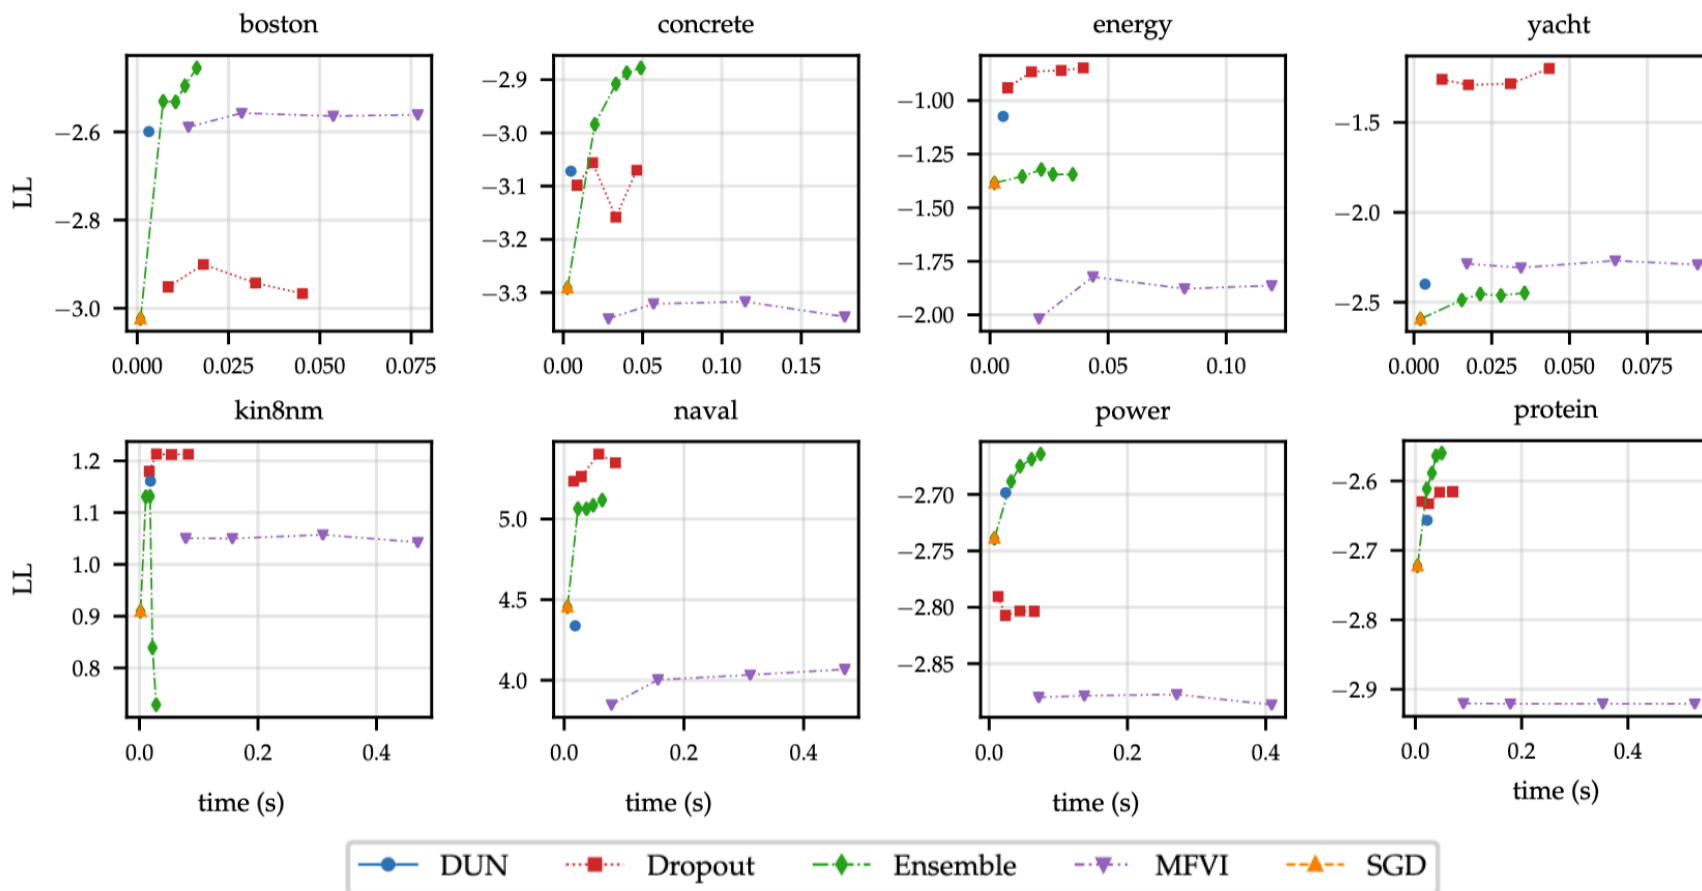 boston concrete energy yacht
LL
−2.6
−2.8
−3.0
0.000 0.025 0.050 0.075
−2.9
−3.0
−3.1
−3.2
−3.3
0.00 0.05 0.10 0.15
−1.00
−1.25
−1.50
−1.75
−2.00
0.00 0.05 0.10
−1.5
−2.0
−2.5
0.000 0.025 0.050 0.075
kin8nm naval power protein
LL
1.2
1.1
1.0
0.9
0.8
0.0 0.2 0.4
5.0
4.5
4.0
0.0 0.2 0.4
−2.70
−2.75
−2.80
−2.85
0.0 0.2 0.4
−2.6
−2.7
−2.8
−2.9
0.0 0.2 0.4
time (s) time (s) time (s) time (s)
DUN Dropout Ensemble MFVI SGD